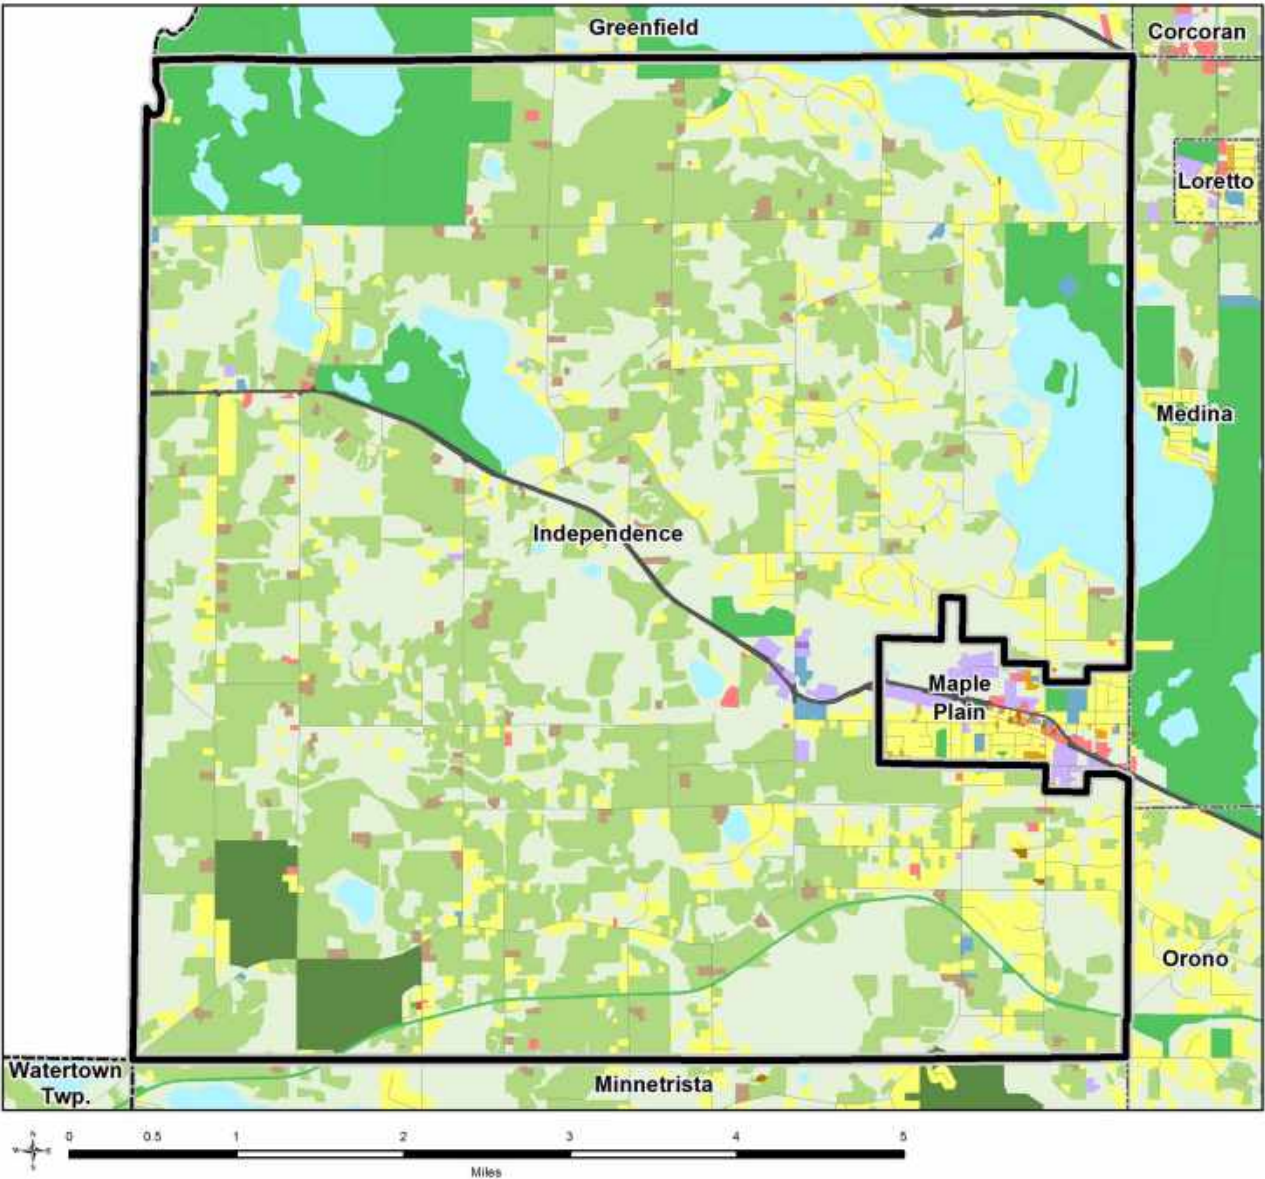 Greenfield
Corcoran
Loretto
Medina
Independence
Maple
Plain
Orono
Watertown
Twp.
Minnetrista
0
0.5
1
2
3
4
5
Miles